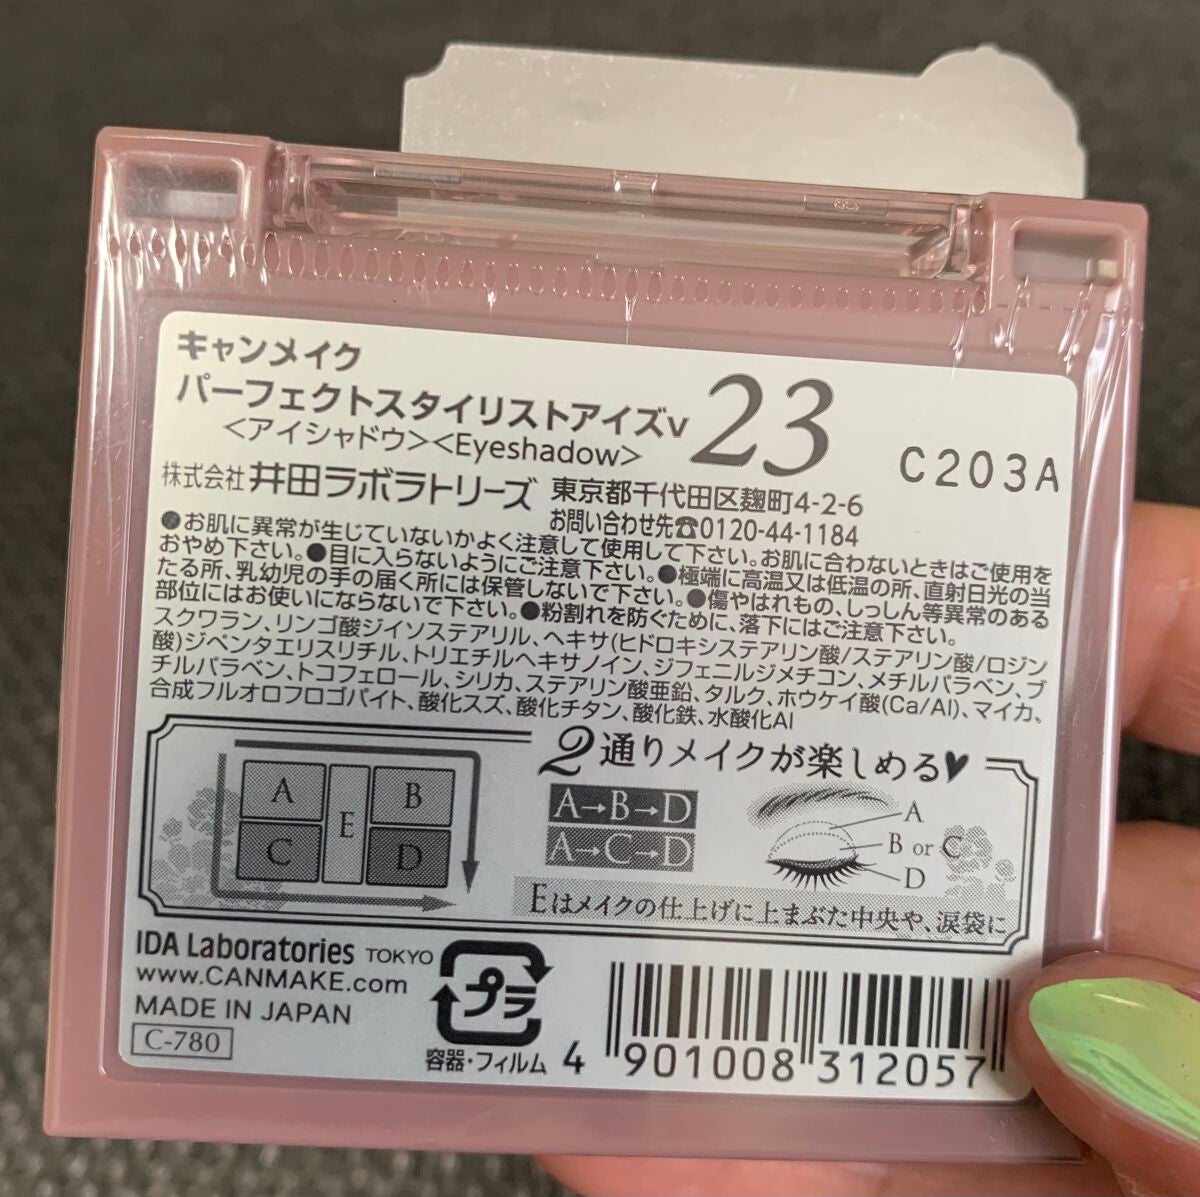 キャンメイク
パーフェクトスタイリストアイズv
23
<アイシャドウ><Eyeshadow>
C203A
株式会社 井田ラボラトリーズ 東京都千代田区麹町4-2-6
お問い合わせ先☎0120-44-1184
●お肌に異常が生じていないかよく注意して使用して下さい。お肌に合わないときはご使用を
おやめ下さい。●目に入らないようにご注意下さい。●極端に高温又は低温の所、直射日光の当
たる所、乳幼児の手の届く所には保管しないで下さい。●傷やはれもの、しっしん等異常のある
部位にはお使いにならないで下さい。●粉割れを防ぐために、落下にはご注意下さい。
スクワラン、リンゴ酸ジイソステアリル、ヘキサ(ヒドロキシステアリン酸/ステアリン酸/ロジン
酸)ジペンタエリスリチル、トリエチルヘキサノイン、ジフェニルジメチコン、メチルパラベン、ブ
チルパラベン、トコフェロール、シリカ、ステアリン酸亜鉛、タルク、ホウケイ酸(Ca/Al)、マイカ、
合成フルオロフロゴパイト、酸化スズ、酸化チタン、酸化鉄、水酸化Al
2通りメイクが楽しめる♥
A
B
C
D
E
A→B→D
A→C→D
A
B or C
D
Eはメイクの仕上げに上まぶた中央や、涙袋に
IDA Laboratories TOKYO
www.CANMAKE.com
MADE IN JAPAN
C-780
プラ
容器・フィルム
4 901008 312057